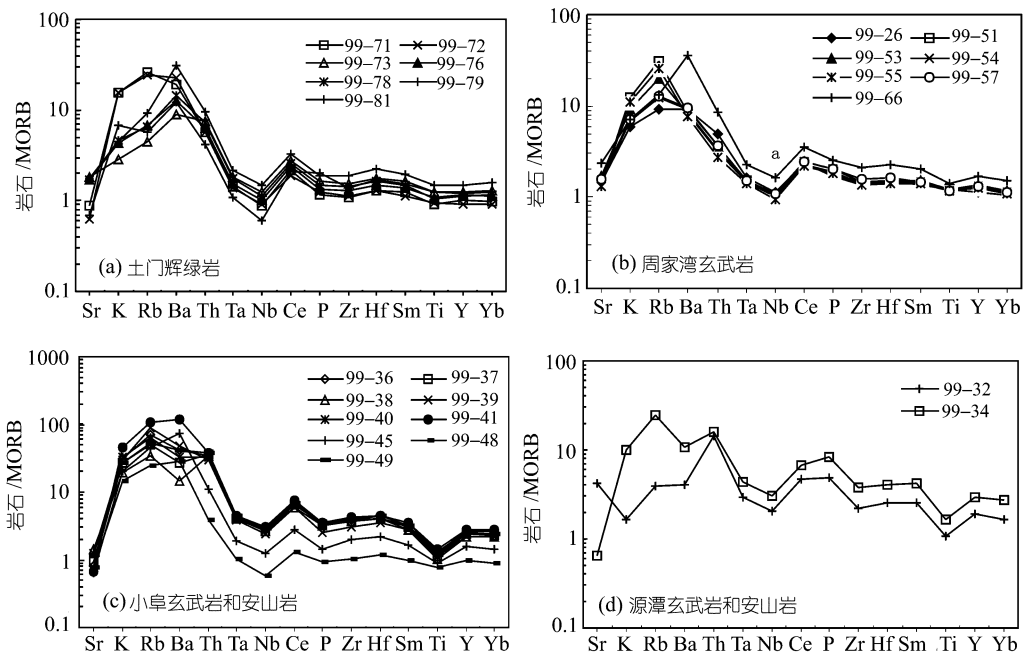 100
10
1
0.1
岩石/MORB
99–71 99–72
99–73 99–76
99–78 99–79
99–81
(a) 土门辉绿岩
Sr K Rb Ba Th Ta Nb Ce P Zr Hf Sm Ti Y Yb
100
10
1
0.1
岩石/MORB
99–26 99–51
99–53 99–54
99–55 99–57
99–66
a
(b) 周家湾玄武岩
Sr K Rb Ba Th Ta Nb Ce P Zr Hf Sm Ti Y Yb
1000
100
10
1
0.1
岩石/MORB
99–36 99–37
99–38 99–39
99–40 99–41
99–45 99–48
99–49
(c) 小阜玄武岩和安山岩
Sr K Rb Ba Th Ta Nb Ce P Zr Hf Sm Ti Y Yb
100
10
1
0.1
岩石/MORB
99–32
99–34
(d) 源潭玄武岩和安山岩
Sr K Rb Ba Th Ta Nb Ce P Zr Hf Sm Ti Y Yb